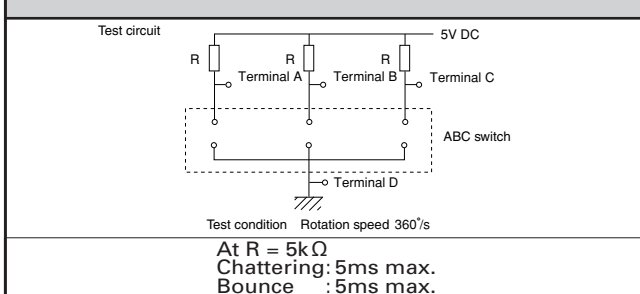 Test circuit
5V DC
R R R
Terminal A Terminal B Terminal C
ABC switch
Terminal D
Test condition Rotation speed 360°/s
At R = 5kΩ
Chattering: 5ms max.
Bounce : 5ms max.